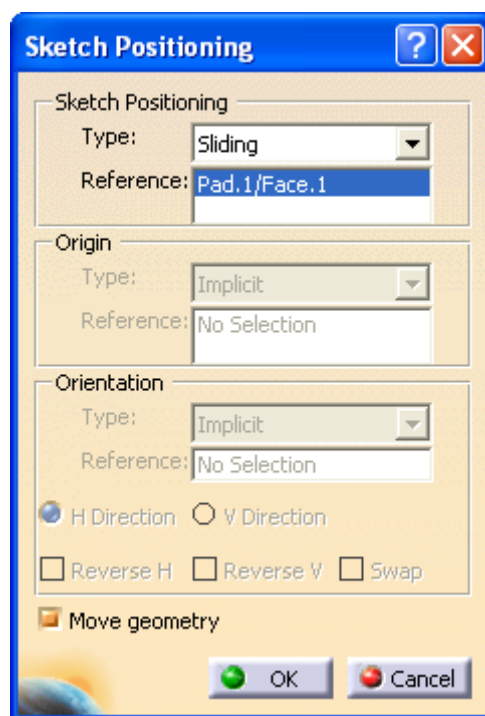 Sketch Positioning
?
Sketch Positioning
Type: Sliding
Reference: Pad.1/Face.1
Origin
Type: Implicit
Reference: No Selection
Orientation
Type: Implicit
Reference: No Selection
H Direction V Direction
Reverse H Reverse V Swap
Move geometry
OK Cancel